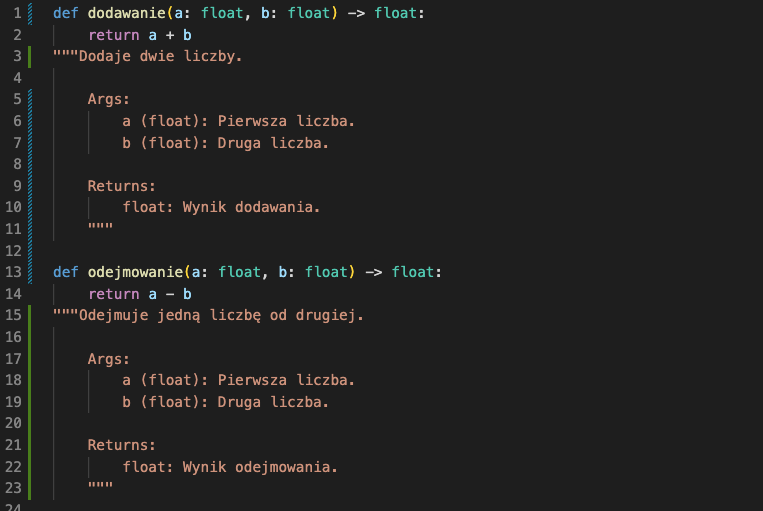 1 def dodawanie(a: float, b: float) -> float:
2     return a + b
3 """Dodaje dwie liczby.
4
5     Args:
6         a (float): Pierwsza liczba.
7         b (float): Druga liczba.
8
9     Returns:
10         float: Wynik dodawania.
11     """
12
13 def odejmowanie(a: float, b: float) -> float:
14     return a - b
15 """Odejmuje jedną liczbę od drugiej.
16
17     Args:
18         a (float): Pierwsza liczba.
19         b (float): Druga liczba.
20
21     Returns:
22         float: Wynik odejmowania.
23     """
24